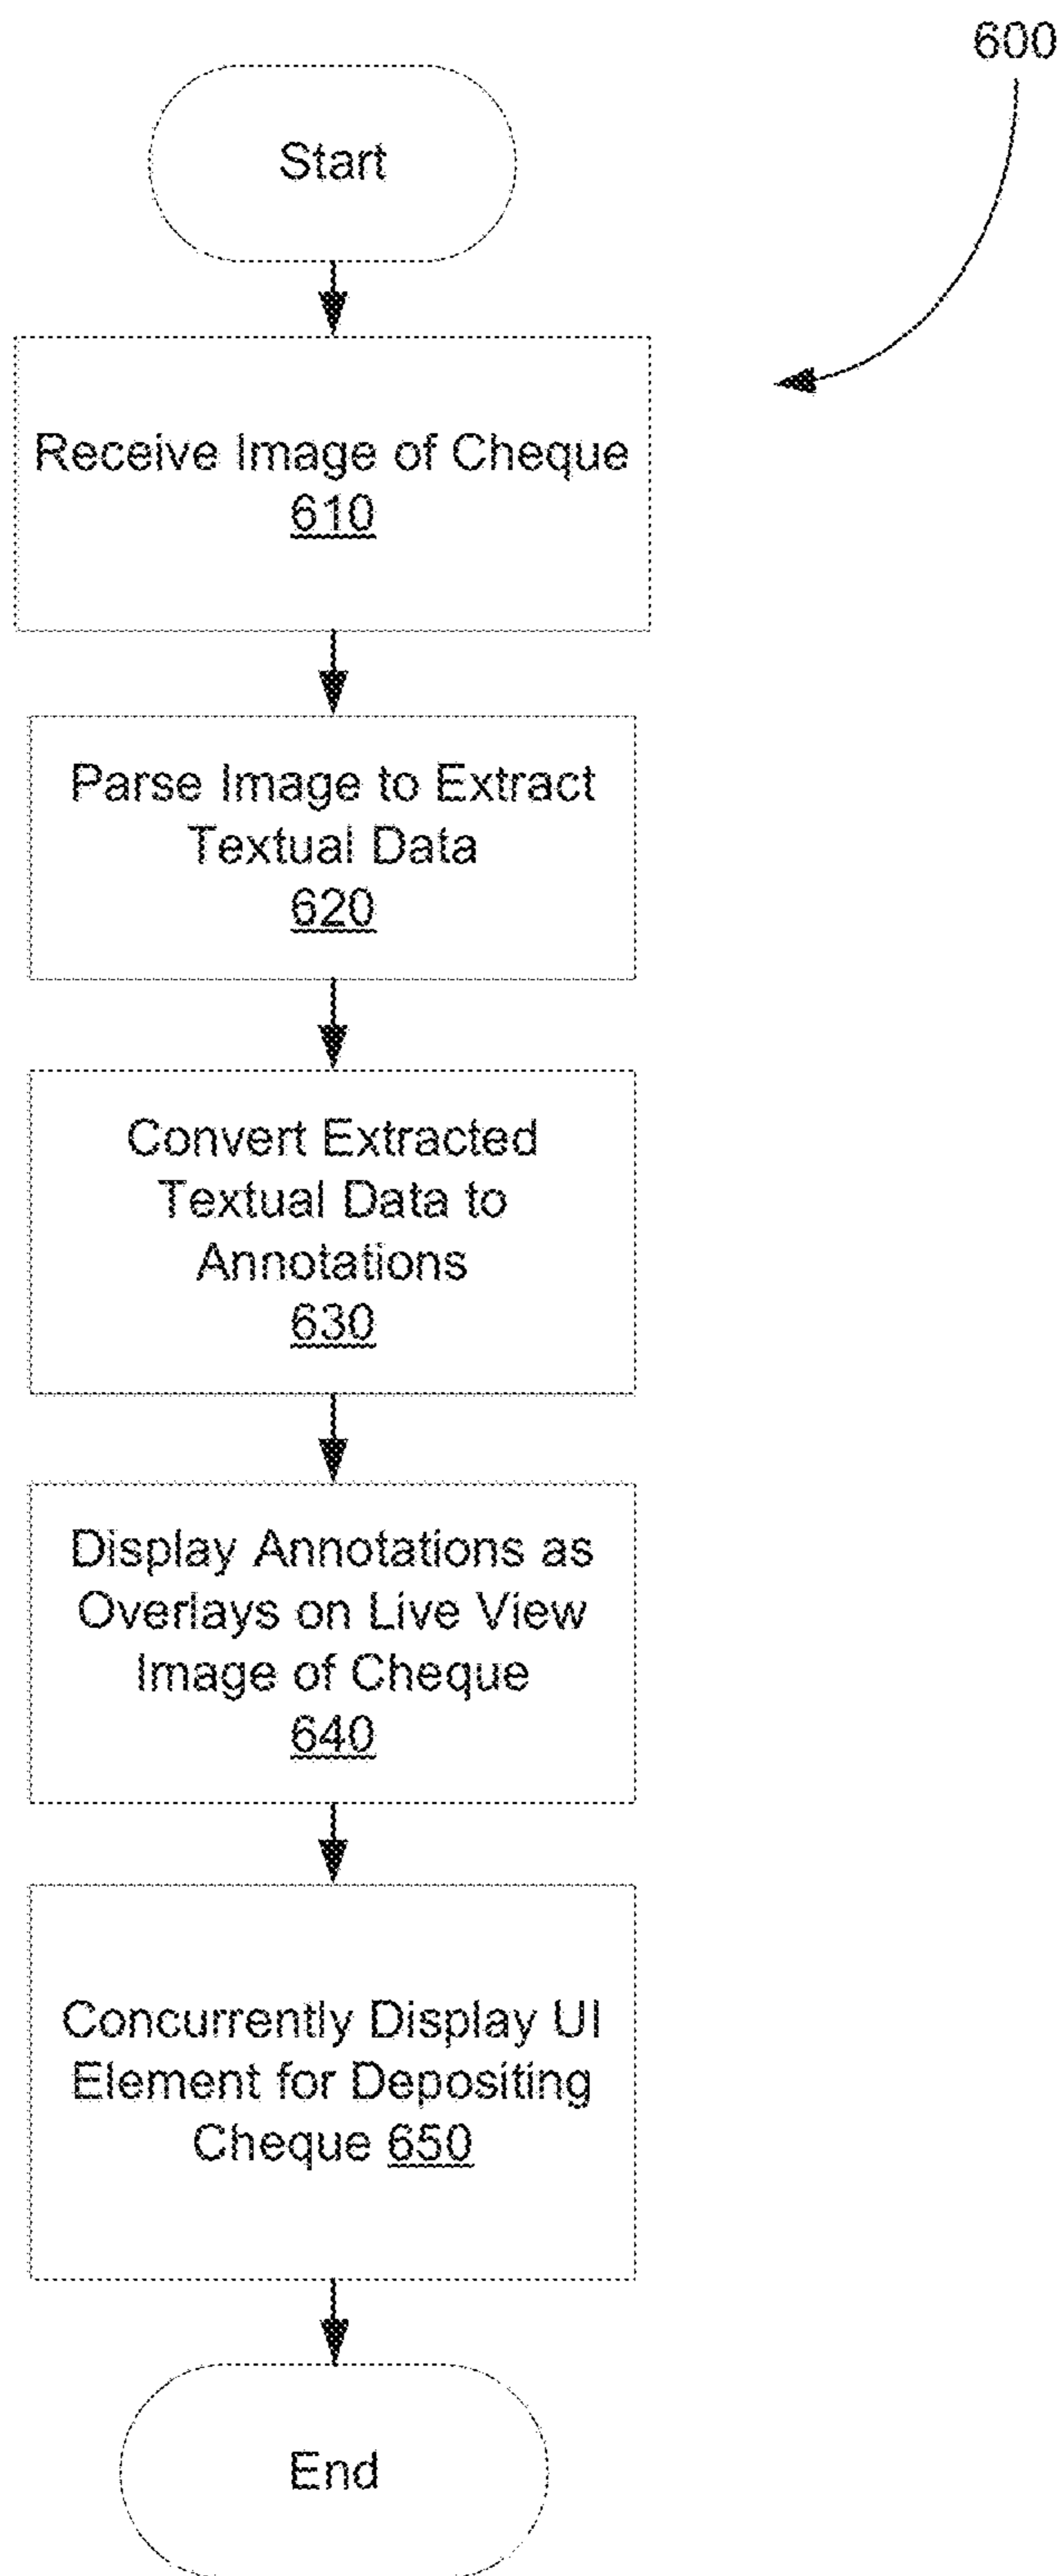 600
Start
Receive Image of Cheque
610
Parse Image to Extract
Textual Data
620
Convert Extracted
Textual Data to
Annotations
630
Display Annotations as
Overlays on Live View
Image of Cheque
640
Concurrently Display UI
Element for Depositing
Cheque 650
End